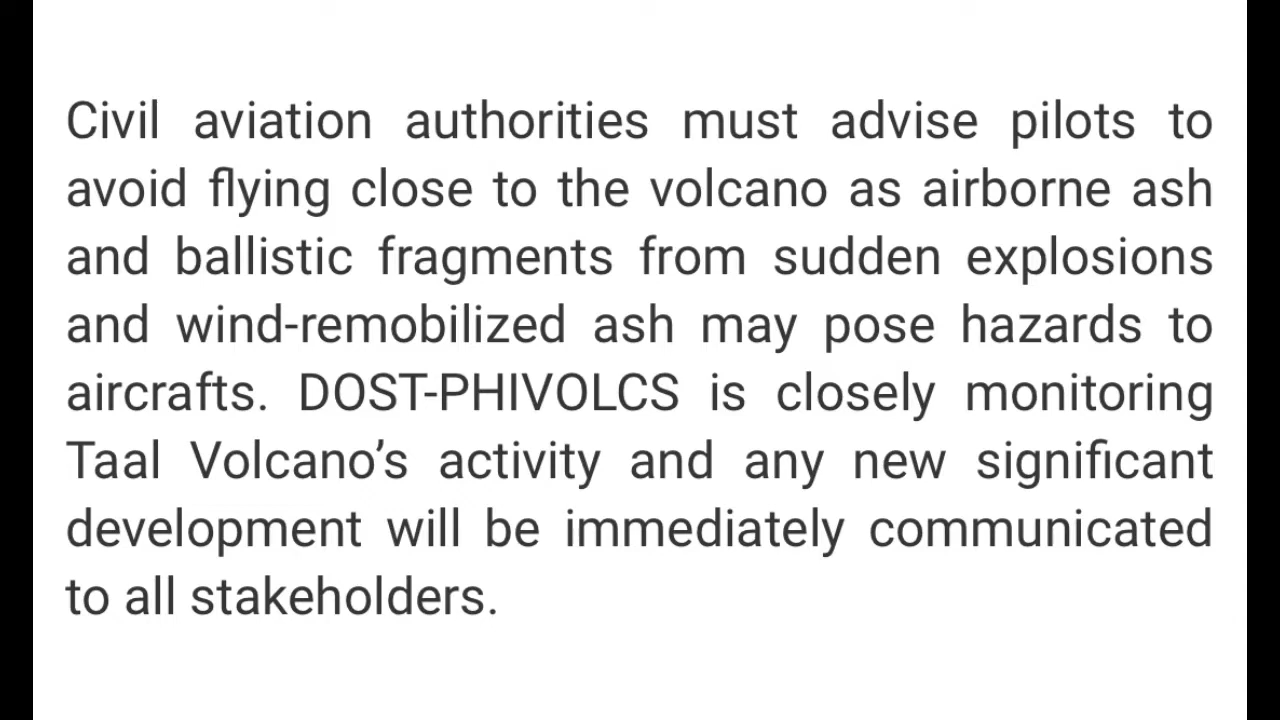 Civil aviation authorities must advise pilots to
avoid flying close to the volcano as airborne ash
and ballistic fragments from sudden explosions
and wind-remobilized ash may pose hazards to
aircrafts. DOST-PHIVOLCS is closely monitoring
Taal Volcano’s activity and any new significant
development will be immediately communicated
to all stakeholders.